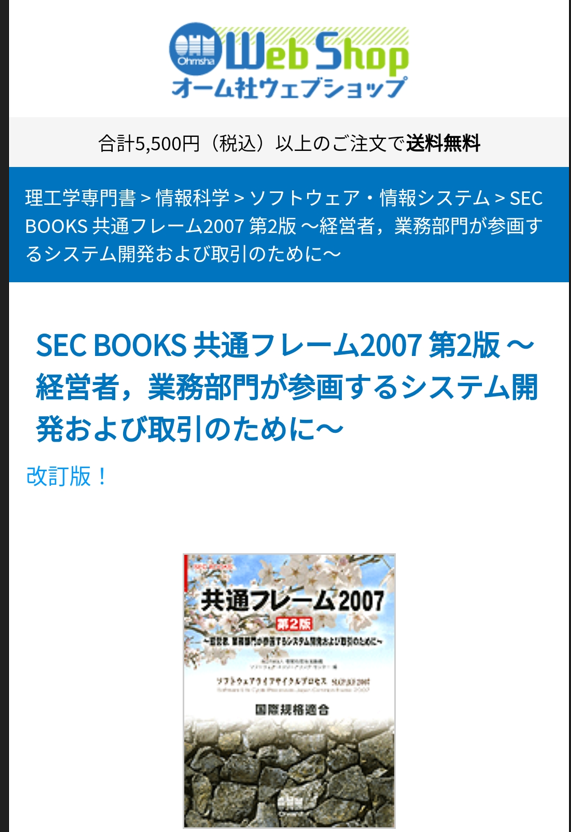 Ohmsha
Web Shop
オーム社ウェブショップ
合計5,500円（税込）以上のご注文で送料無料
理工学専門書 > 情報科学 > ソフトウェア・情報システム > SEC
BOOKS 共通フレーム2007 第2版 ～経営者，業務部門が参画す
るシステム開発および取引のために～
SEC BOOKS 共通フレーム2007 第2版 ～
経営者，業務部門が参画するシステム開
発および取引のために～
改訂版！
SEC BOOKS
共通フレーム2007
第2版
～経営者，業務部門が参画するシステム開発および取引のために～
ソフトウェアライフサイクルプロセス SLCP-JCF 2007
国際規格適合
Ohmsha